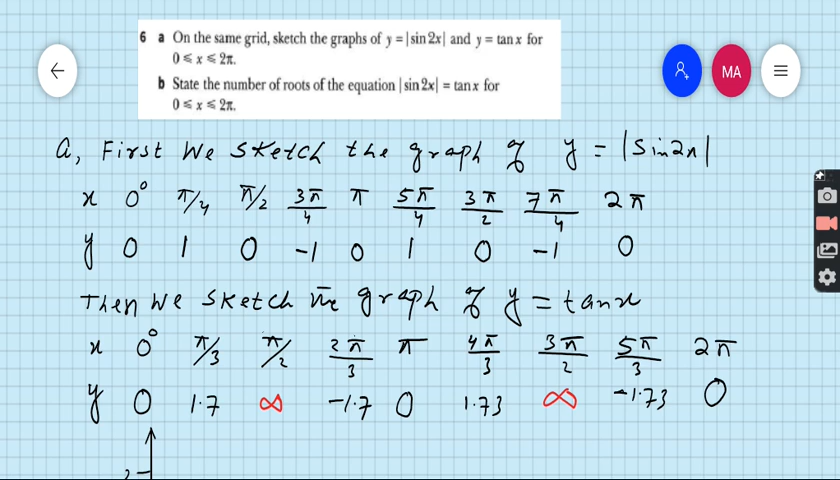 6 a On the same grid, sketch the graphs of y = |sin 2x| and y = tan x for
0 ⩽ x ⩽ 2π.
b State the number of roots of the equation |sin 2x| = tan x for
0 ⩽ x ⩽ 2π.
MA
a, First We sketch the graph of y = |sin2x|
x 0° π/4 π/2 3π/4 π 5π/4 3π/2 7π/4 2π
y 0 1 0 -1 0 1 0 -1 0
Then We sketch the graph of y = tanx
x 0° π/3 π/2 2π/3 π 4π/3 3π/2 5π/3 2π
y 0 1.7 ∞ -1.7 0 1.73 ∞ -1.73 0